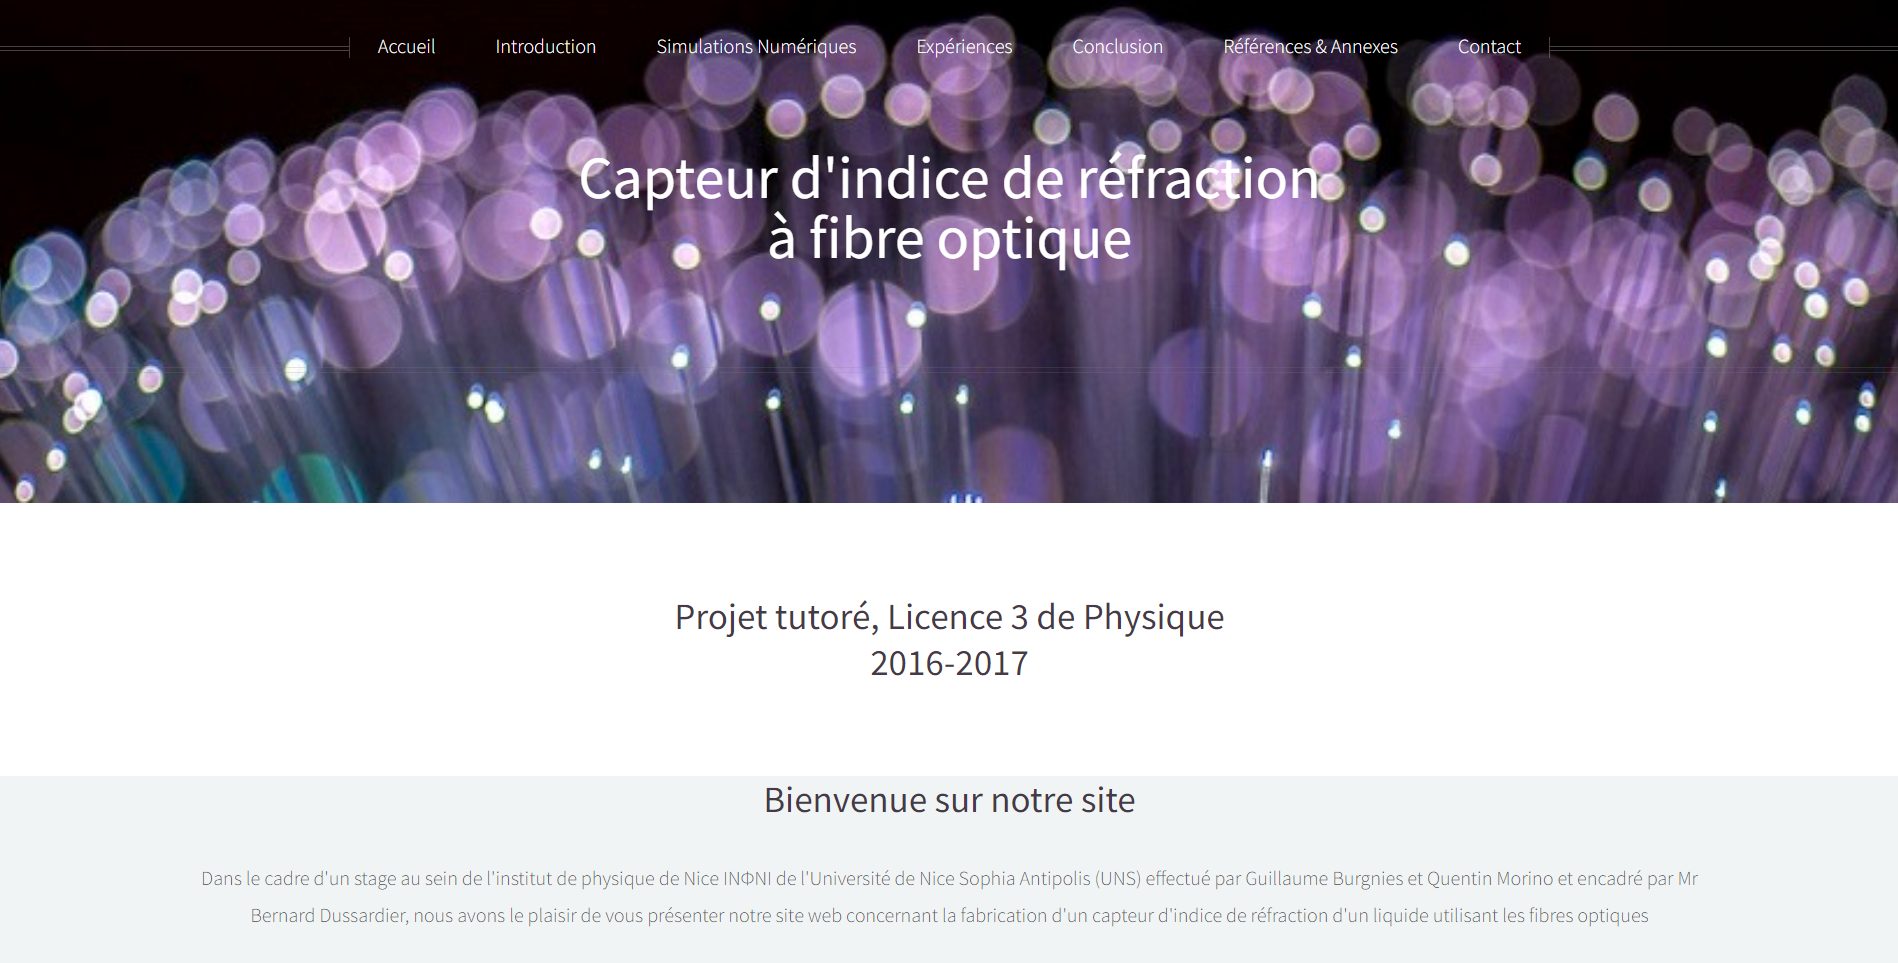 Accueil Introduction Simulations Numériques Expériences Conclusion Références & Annexes Contact
Capteur d'indice de réfraction
à fibre optique
Projet tutoré, Licence 3 de Physique
2016-2017
Bienvenue sur notre site
Dans le cadre d'un stage au sein de l'institut de physique de Nice INΦNI de l'Université de Nice Sophia Antipolis (UNS) effectué par Guillaume Burgnies et Quentin Morino et encadré par Mr
Bernard Dussardier, nous avons le plaisir de vous présenter notre site web concernant la fabrication d'un capteur d'indice de réfraction d'un liquide utilisant les fibres optiques